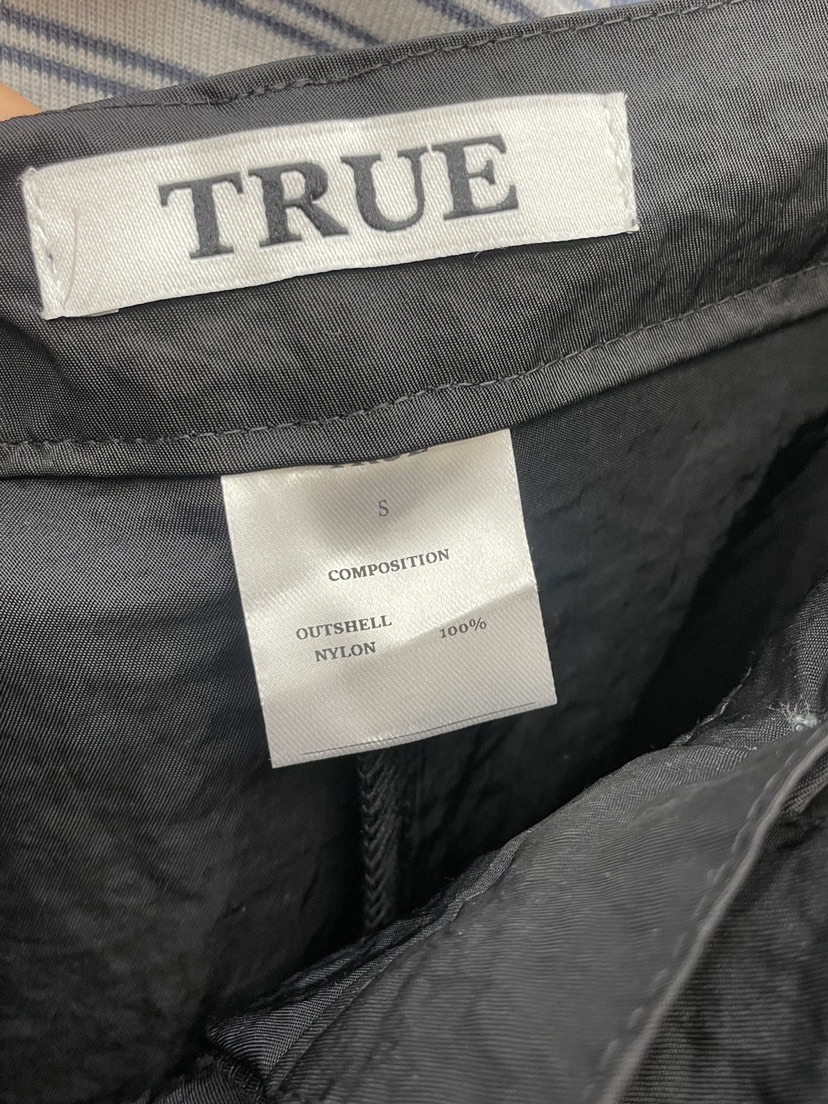 TRUE
S
COMPOSITION
OUTSHELL
NYLON 100%